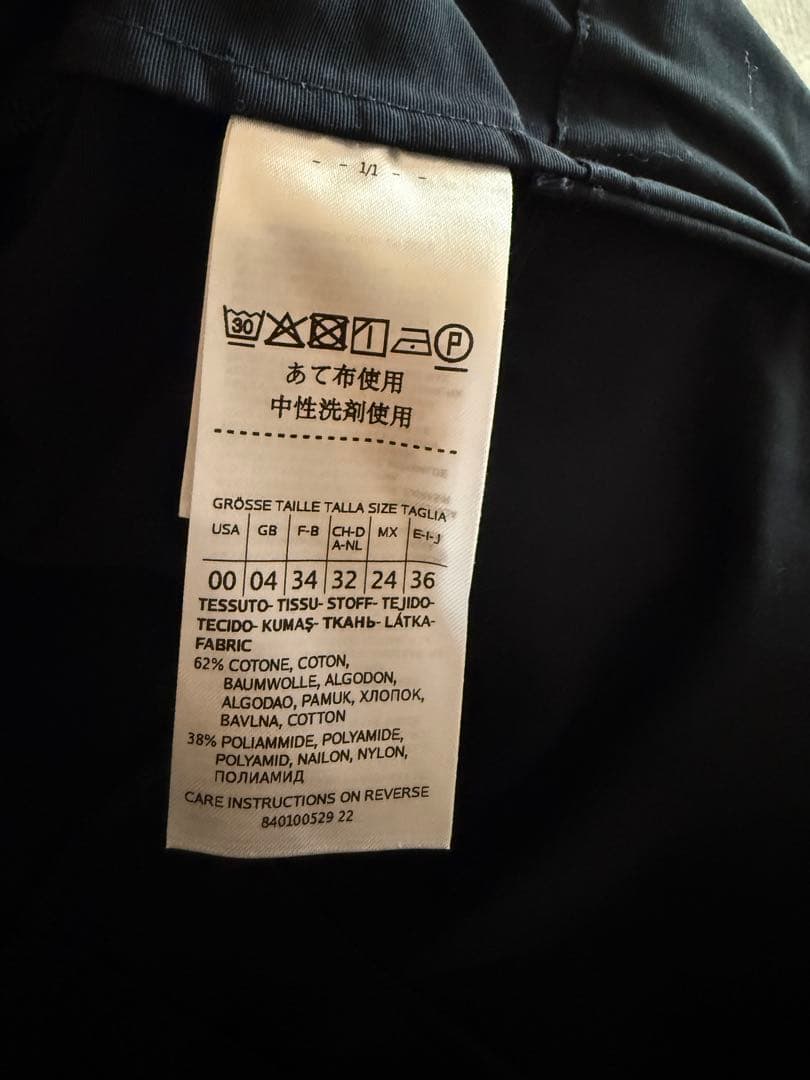 - - 1/1 - -
30 P
あて布使用
中性洗剤使用
GRÖSSE TAILLE TALLA SIZE TAGLIA
USA GB F-B CH-D A-NL MX E-I-J
00 04 34 32 24 36
TESSUTO- TISSU- STOFF- TEJIDO-
TECIDO- KUMAŞ- ТКАНЬ- LÁTKA-
FABRIC
62% COTONE, COTON,
BAUMWOLLE, ALGODON,
ALGODAO, PAMUK, ХЛОПОК,
BAVLNA, COTTON
38% POLIAMMIDE, POLYAMIDE,
POLYAMID, NAILON, NYLON,
ПОЛИАМИД
CARE INSTRUCTIONS ON REVERSE
840100529 22